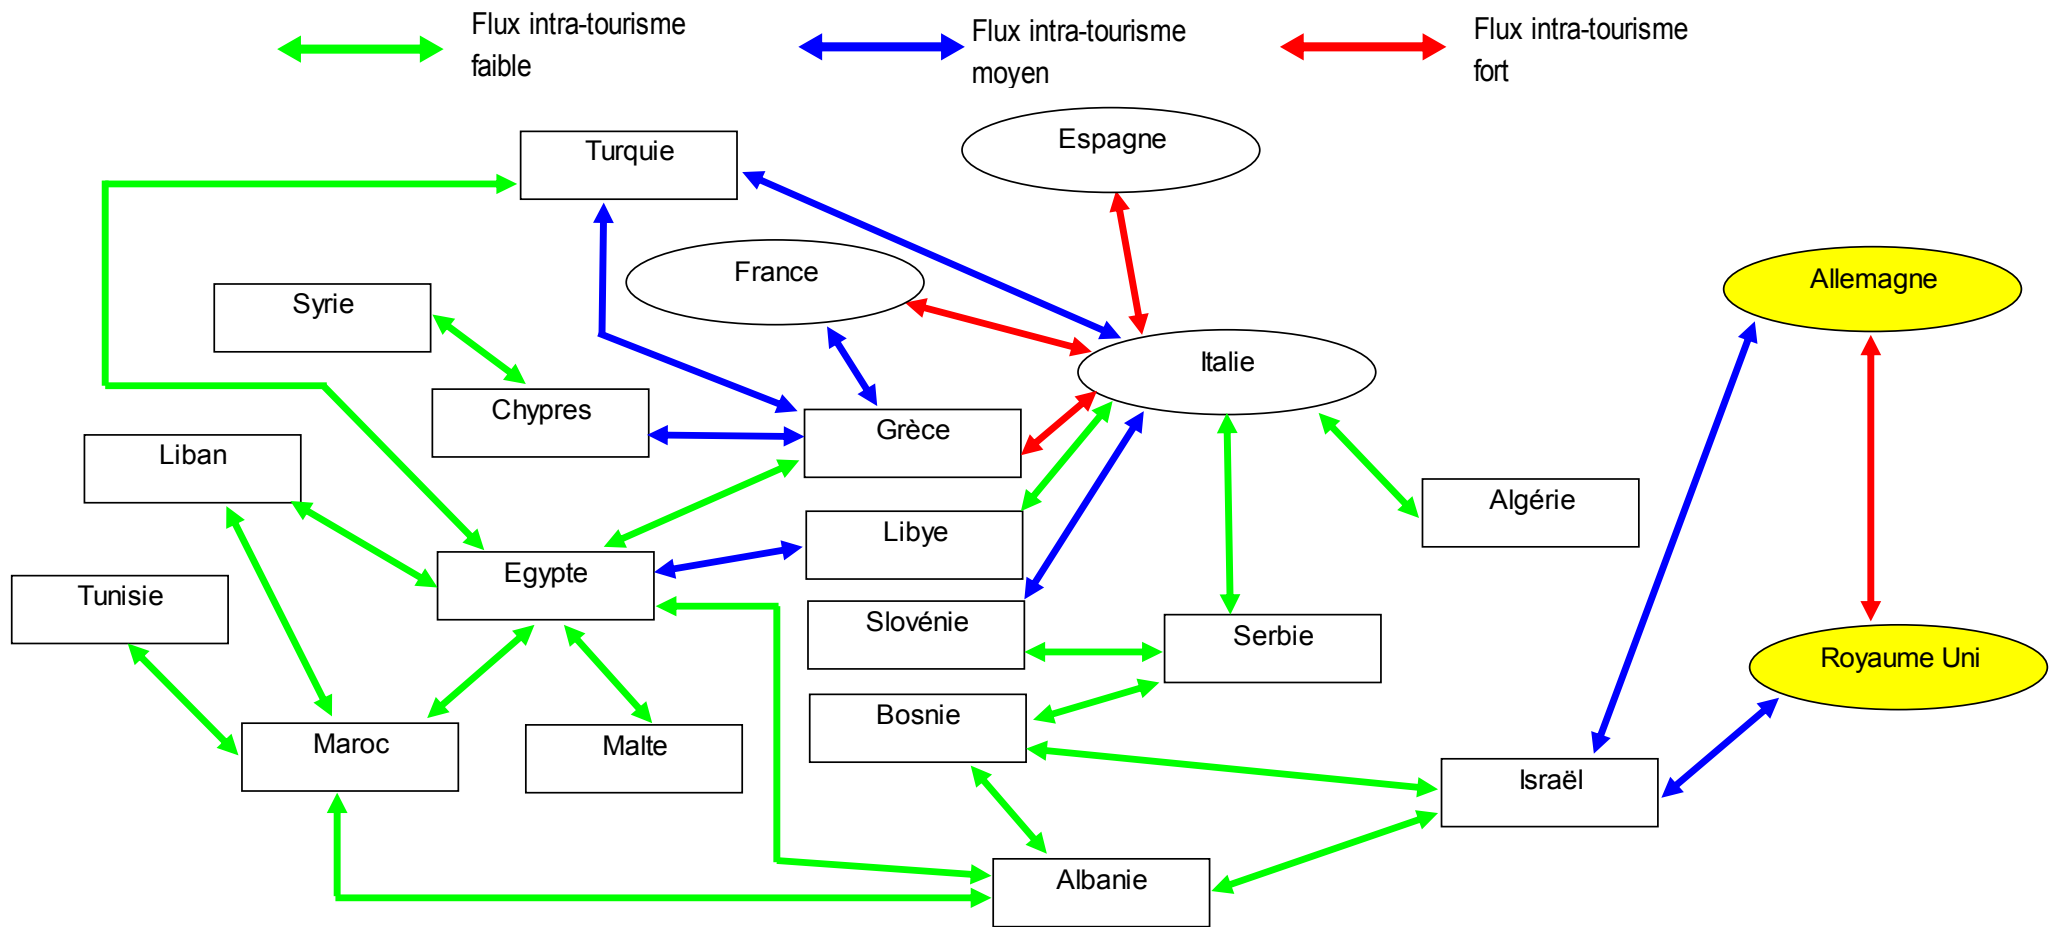 Flux intra-tourisme
faible
Flux intra-tourisme
moyen
Flux intra-tourisme
fort
Espagne
Turquie
France
Allemagne
Syrie
Italie
Chypres
Grèce
Liban
Algérie
Libye
Egypte
Tunisie
Slovénie
Serbie
Royaume Uni
Bosnie
Maroc
Malte
Israël
Albanie